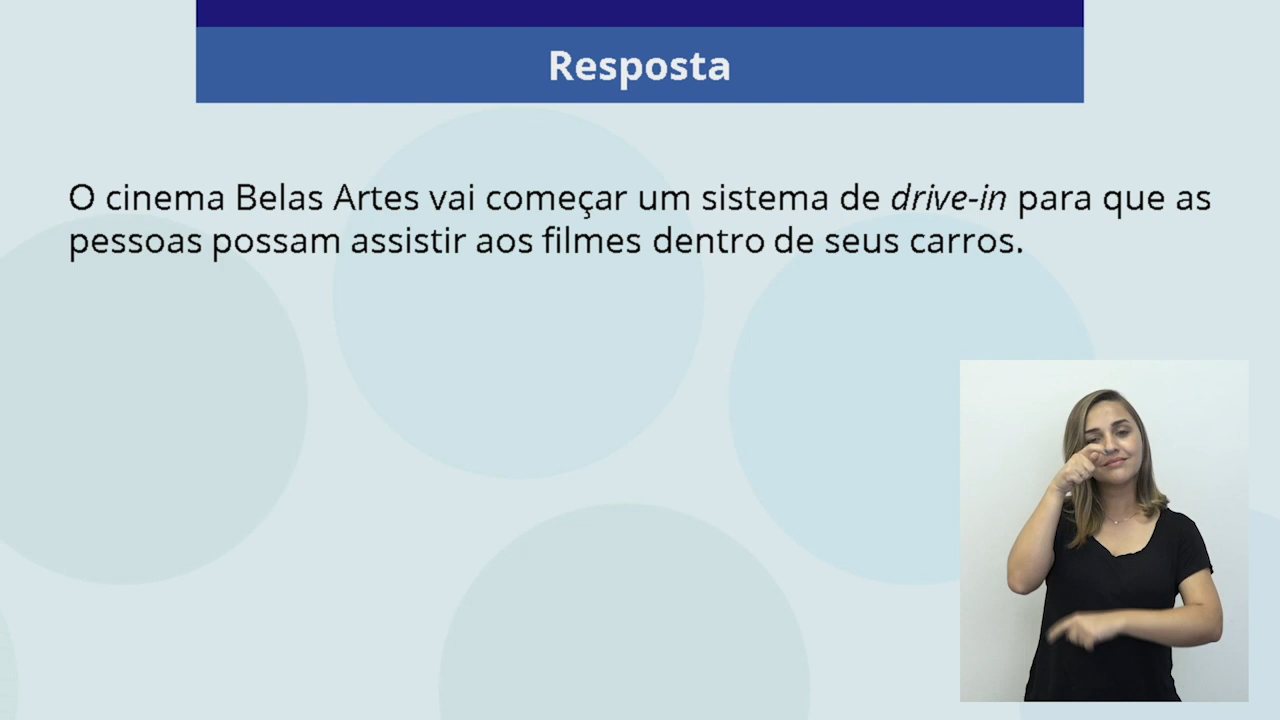 Resposta
O cinema Belas Artes vai começar um sistema de drive-in para que as
pessoas possam assistir aos filmes dentro de seus carros.